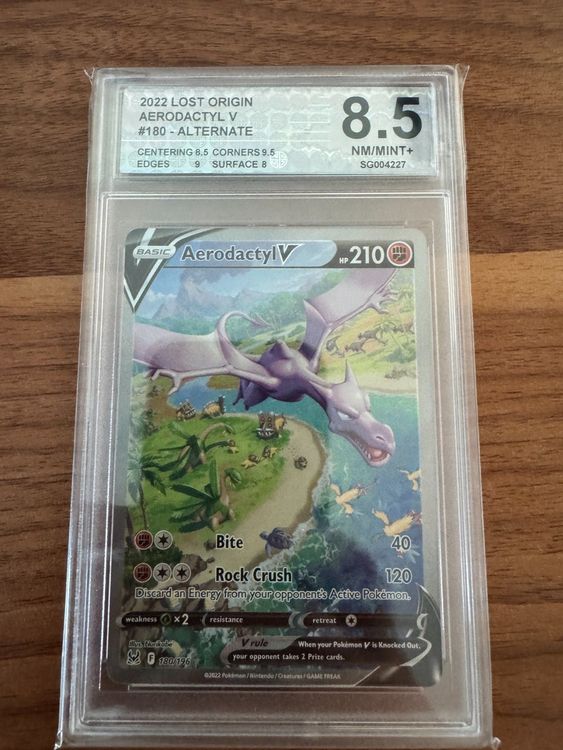 2022 LOST ORIGIN
AERODACTYL V
#180 - ALTERNATE
CENTERING 8.5 CORNERS 9.5
EDGES 9 SURFACE 8
8.5
NM/MINT+
SG004227
BASIC Aerodactyl V HP 210
Bite 40
Rock Crush 120
Discard an Energy from your opponent's Active Pokémon.
weakness ×2 resistance retreat
V rule When your Pokémon V is Knocked Out,
your opponent takes 2 Prize cards.
Illus.
F 180/196
©2022 Pokémon / Nintendo / Creatures / GAME FREAK